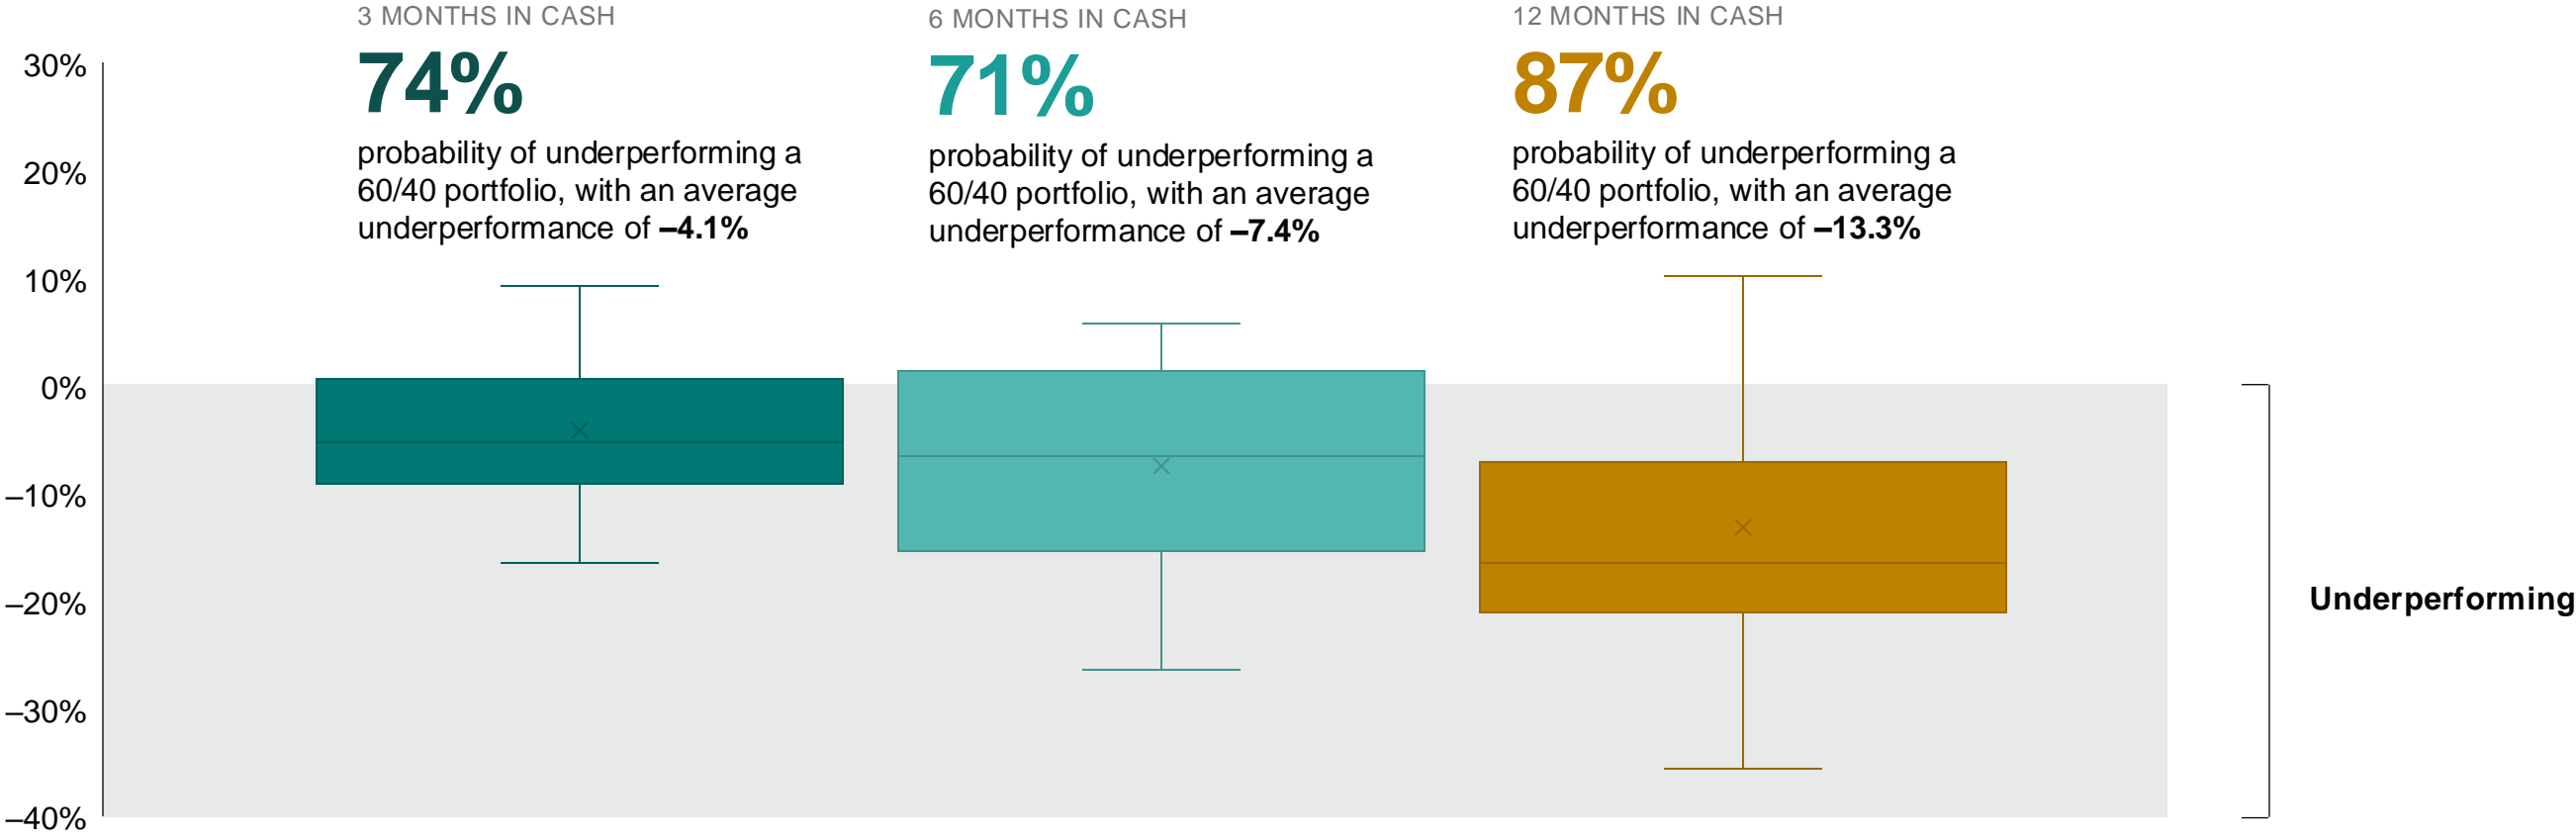 3 MONTHS IN CASH
74%
probability of underperforming a
60/40 portfolio, with an average
underperformance of –4.1%
6 MONTHS IN CASH
71%
probability of underperforming a
60/40 portfolio, with an average
underperformance of –7.4%
12 MONTHS IN CASH
87%
probability of underperforming a
60/40 portfolio, with an average
underperformance of –13.3%
30%
20%
10%
0%
–10%
–20%
–30%
–40%
Underperforming